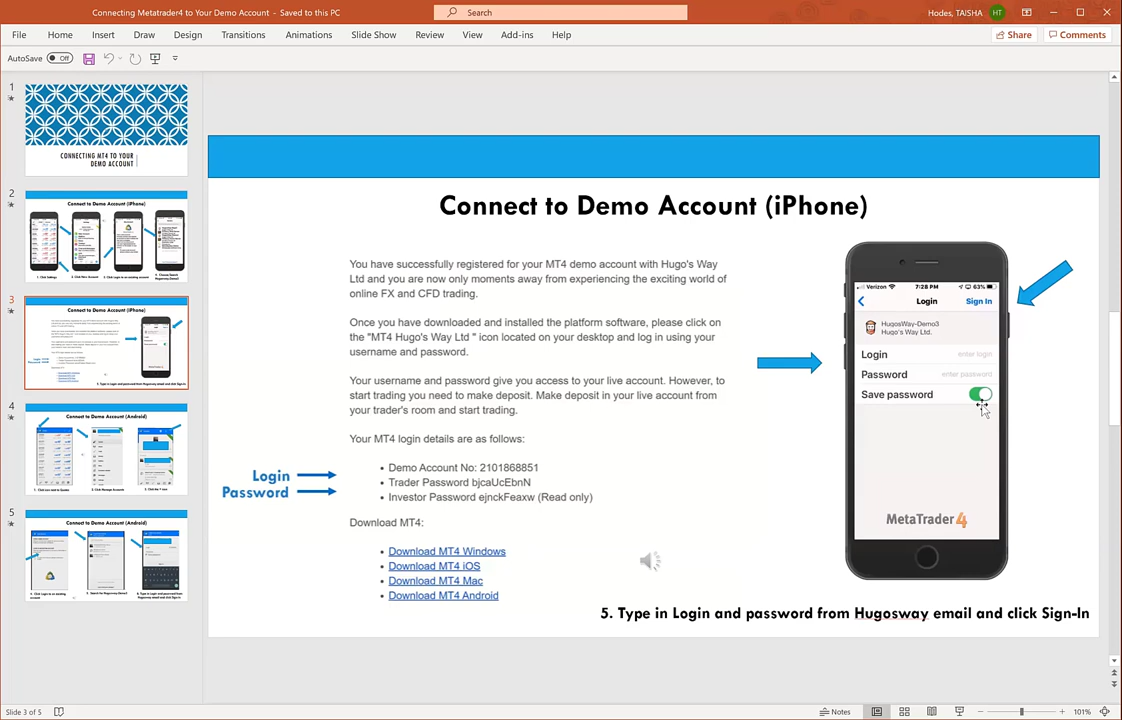 Connecting Metatrader4 to Your Demo Account - Saved to this PC
Search
Hodes, TAISHA
HT
File Home Insert Draw Design Transitions Animations Slide Show Review View Add-ins Help
Share
Comments
AutoSave Off
1
CONNECTING MT4 TO YOUR
DEMO ACCOUNT
2
Connect to Demo Account (iPhone)
3
Connect to Demo Account (iPhone)
4
Connect to Demo Account (Android)
5
Connect to Demo Account (Android)
Connect to Demo Account (iPhone)
You have successfully registered for your MT4 demo account with Hugo's Way
Ltd and you are now only moments away from experiencing the exciting world of
online FX and CFD trading.
Once you have downloaded and installed the platform software, please click on
the "MT4 Hugo's Way Ltd " icon located on your desktop and log in using your
username and password.
Your username and password give you access to your live account. However, to
start trading you need to make deposit. Make deposit in your live account from
your trader's room and start trading.
Your MT4 login details are as follows:
Login
Password
• Demo Account No: 2101868851
• Trader Password bjcaUcEbnN
• Investor Password ejnckFeaxw (Read only)
Download MT4:
• Download MT4 Windows
• Download MT4 iOS
• Download MT4 Mac
• Download MT4 Android
Verizon 7:28 PM 63%
Login Sign In
HugosWay-Demo3
Hugo's Way Ltd.
Login enter login
Password enter password
Save password
MetaTrader 4
5. Type in Login and password from Hugosway email and click Sign-In
Slide 3 of 5
Notes
101%